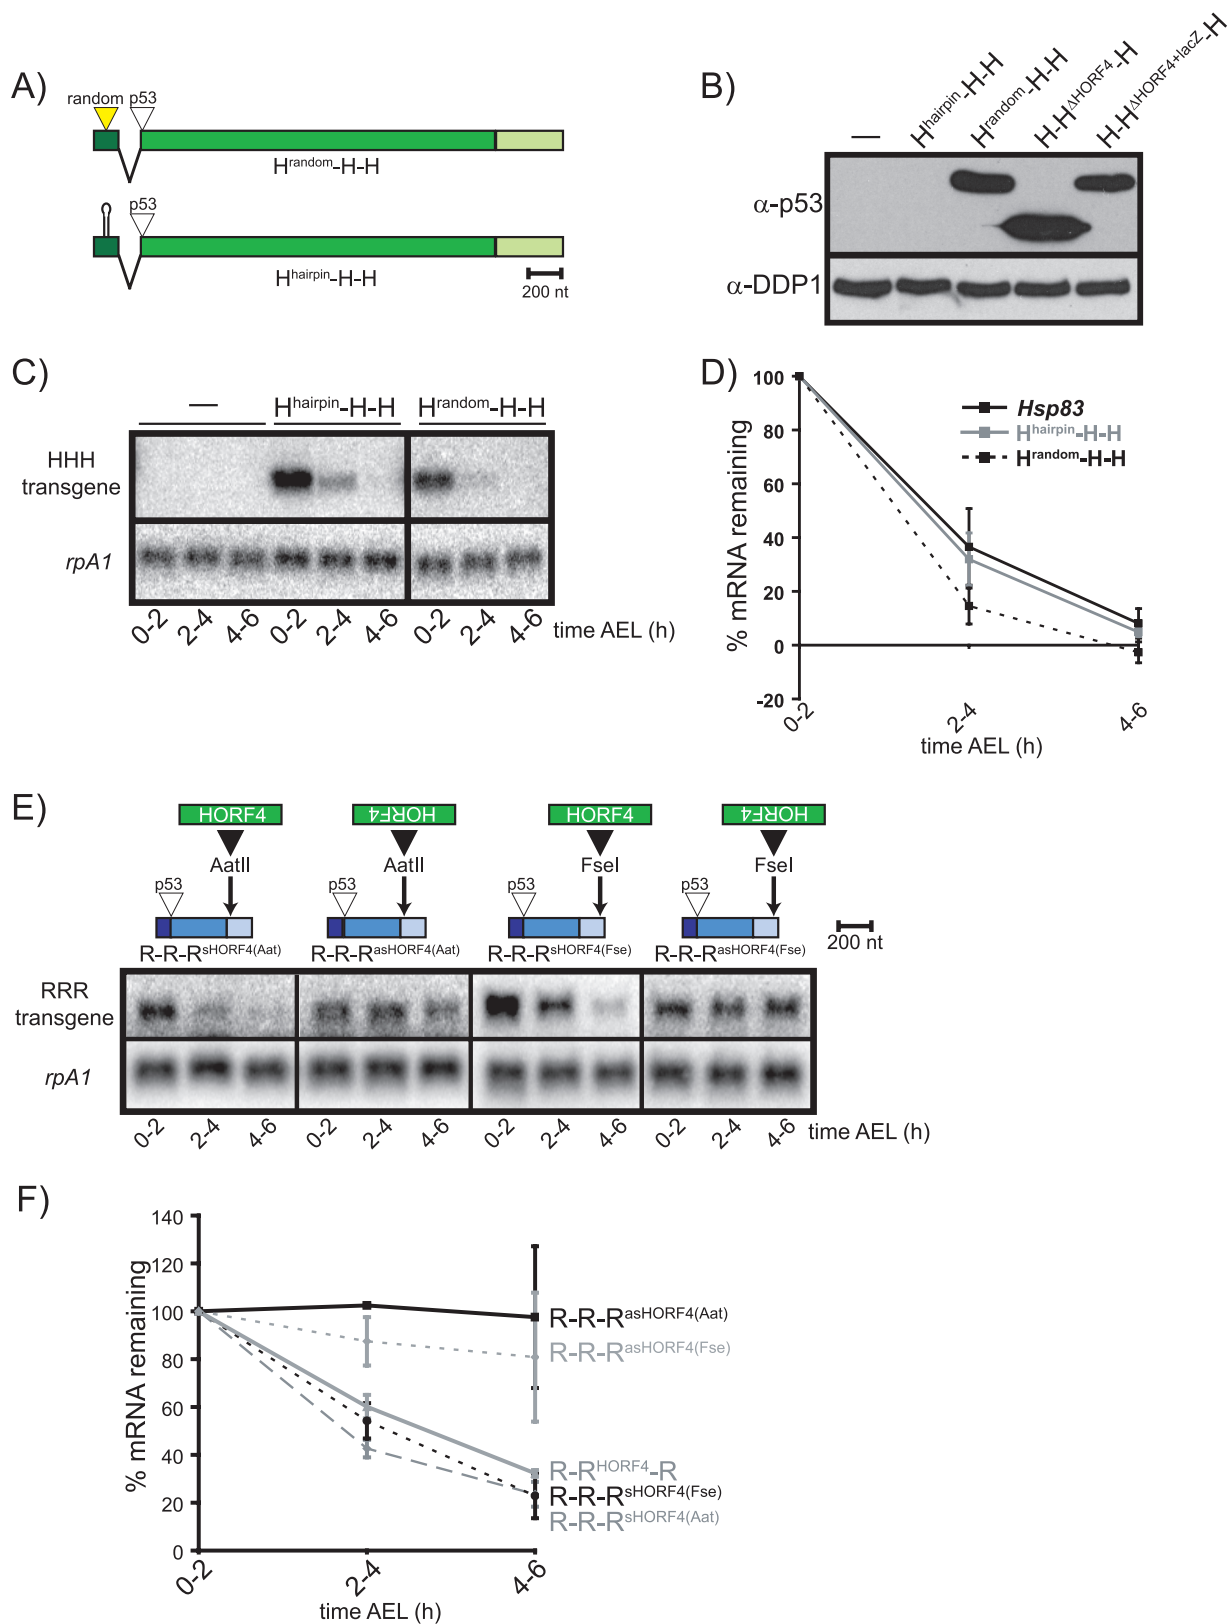 A)
random
p53
Hrandom-H-H
p53
Hhairpin-H-H
200 nt
B)
—
Hhairpin-H-H
Hrandom-H-H
H-HΔHORF4-H
H-HΔHORF4+lacZ-H
α-p53
α-DDP1
C)
— Hhairpin-H-H Hrandom-H-H
HHH
transgene
rpA1
0-2 2-4 4-6 0-2 2-4 4-6 0-2 2-4 4-6 time AEL (h)
D)
% mRNA remaining
100
80
60
40
20
0
-20
Hsp83
Hhairpin-H-H
Hrandom-H-H
0-2 2-4 4-6
time AEL (h)
E)
HORF4 HORF4 HORF4 HORF4
AatII AatII FseI FseI
p53 p53 p53 p53
R-R-RsHORF4(Aat) R-R-RasHORF4(Aat) R-R-RsHORF4(Fse) R-R-RasHORF4(Fse)
200 nt
RRR
transgene
rpA1
0-2 2-4 4-6 0-2 2-4 4-6 0-2 2-4 4-6 0-2 2-4 4-6 time AEL (h)
F)
% mRNA remaining
140
120
100
80
60
40
20
0
R-R-RasHORF4(Aat)
R-R-RasHORF4(Fse)
R-RHORF4-R
R-R-RsHORF4(Fse)
R-R-RsHORF4(Aat)
0-2 2-4 4-6
time AEL (h)